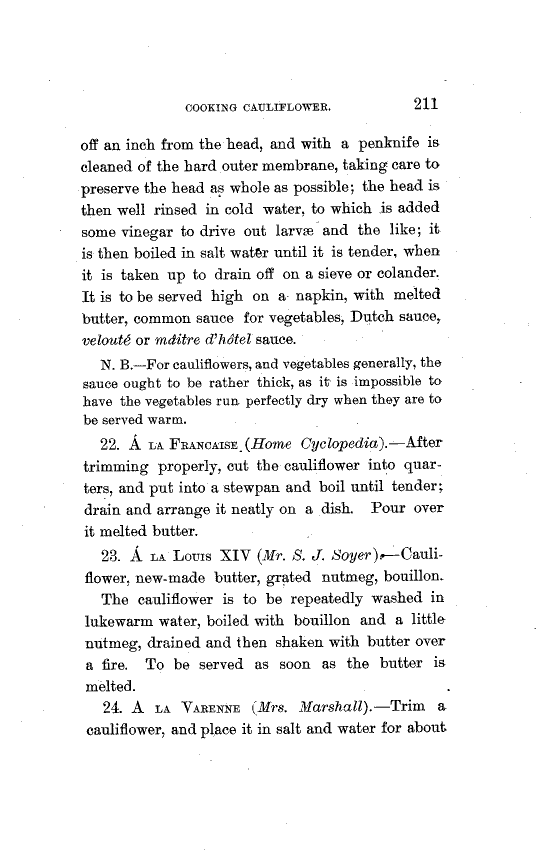 COOKING CAULIFLOWER. 211
off an inch from the head, and with a penknife is
cleaned of the hard outer membrane, taking care to
preserve the head as whole as possible; the head is
then well rinsed in cold water, to which is added
some vinegar to drive out larvæ and the like; it
is then boiled in salt water until it is tender, when
it is taken up to drain off on a sieve or colander.
It is to be served high on a napkin, with melted
butter, common sauce for vegetables, Dutch sauce,
velouté or máitre d'hôtel sauce.
N. B.—For cauliflowers, and vegetables generally, the
sauce ought to be rather thick, as it is impossible to
have the vegetables run perfectly dry when they are to
be served warm.
22. Á LA FRANCAISE (Home Cyclopedia).—After
trimming properly, cut the cauliflower into quar-
ters, and put into a stewpan and boil until tender;
drain and arrange it neatly on a dish. Pour over
it melted butter.
23. Á LA LOUIS XIV (Mr. S. J. Soyer).—Cauli-
flower, new-made butter, grated nutmeg, bouillon.
The cauliflower is to be repeatedly washed in
lukewarm water, boiled with bouillon and a little
nutmeg, drained and then shaken with butter over
a fire. To be served as soon as the butter is
melted.
24. A LA VARENNE (Mrs. Marshall).—Trim a
cauliflower, and place it in salt and water for about